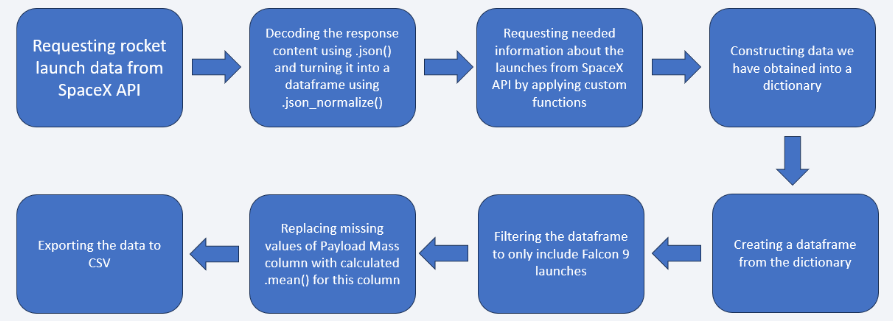 Requesting rocket
launch data from
SpaceX API
Decoding the response
content using .json()
and turning it into a
dataframe using
.json_normalize()
Requesting needed
information about the
launches from SpaceX
API by applying custom
functions
Constructing data we
have obtained into a
dictionary
Creating a dataframe
from the dictionary
Filtering the dataframe
to only include Falcon 9
launches
Replacing missing
values of Payload Mass
column with calculated
.mean() for this column
Exporting the data to
CSV